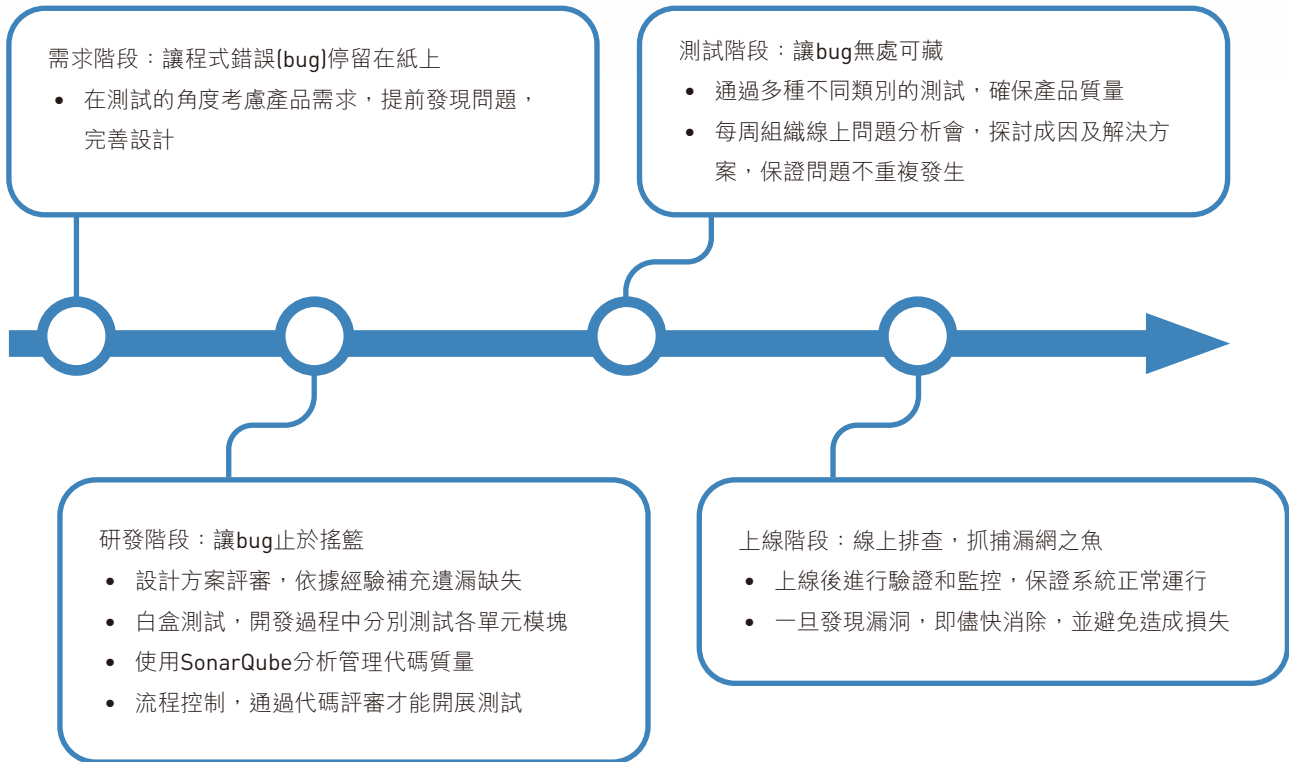 需求階段：讓程式錯誤(bug)停留在紙上
• 在測試的角度考慮產品需求，提前發現問題，
完善設計
研發階段：讓bug止於搖籃
• 設計方案評審，依據經驗補充遺漏缺失
• 白盒測試，開發過程中分別測試各單元模塊
• 使用SonarQube分析管理代碼質量
• 流程控制，通過代碼評審才能開展測試
測試階段：讓bug無處可藏
• 通過多種不同類別的測試，確保產品質量
• 每周組織線上問題分析會，探討成因及解決方
案，保證問題不重複發生
上線階段：線上排查，抓捕漏網之魚
• 上線後進行驗證和監控，保證系統正常運行
• 一旦發現漏洞，即儘快消除，並避免造成損失